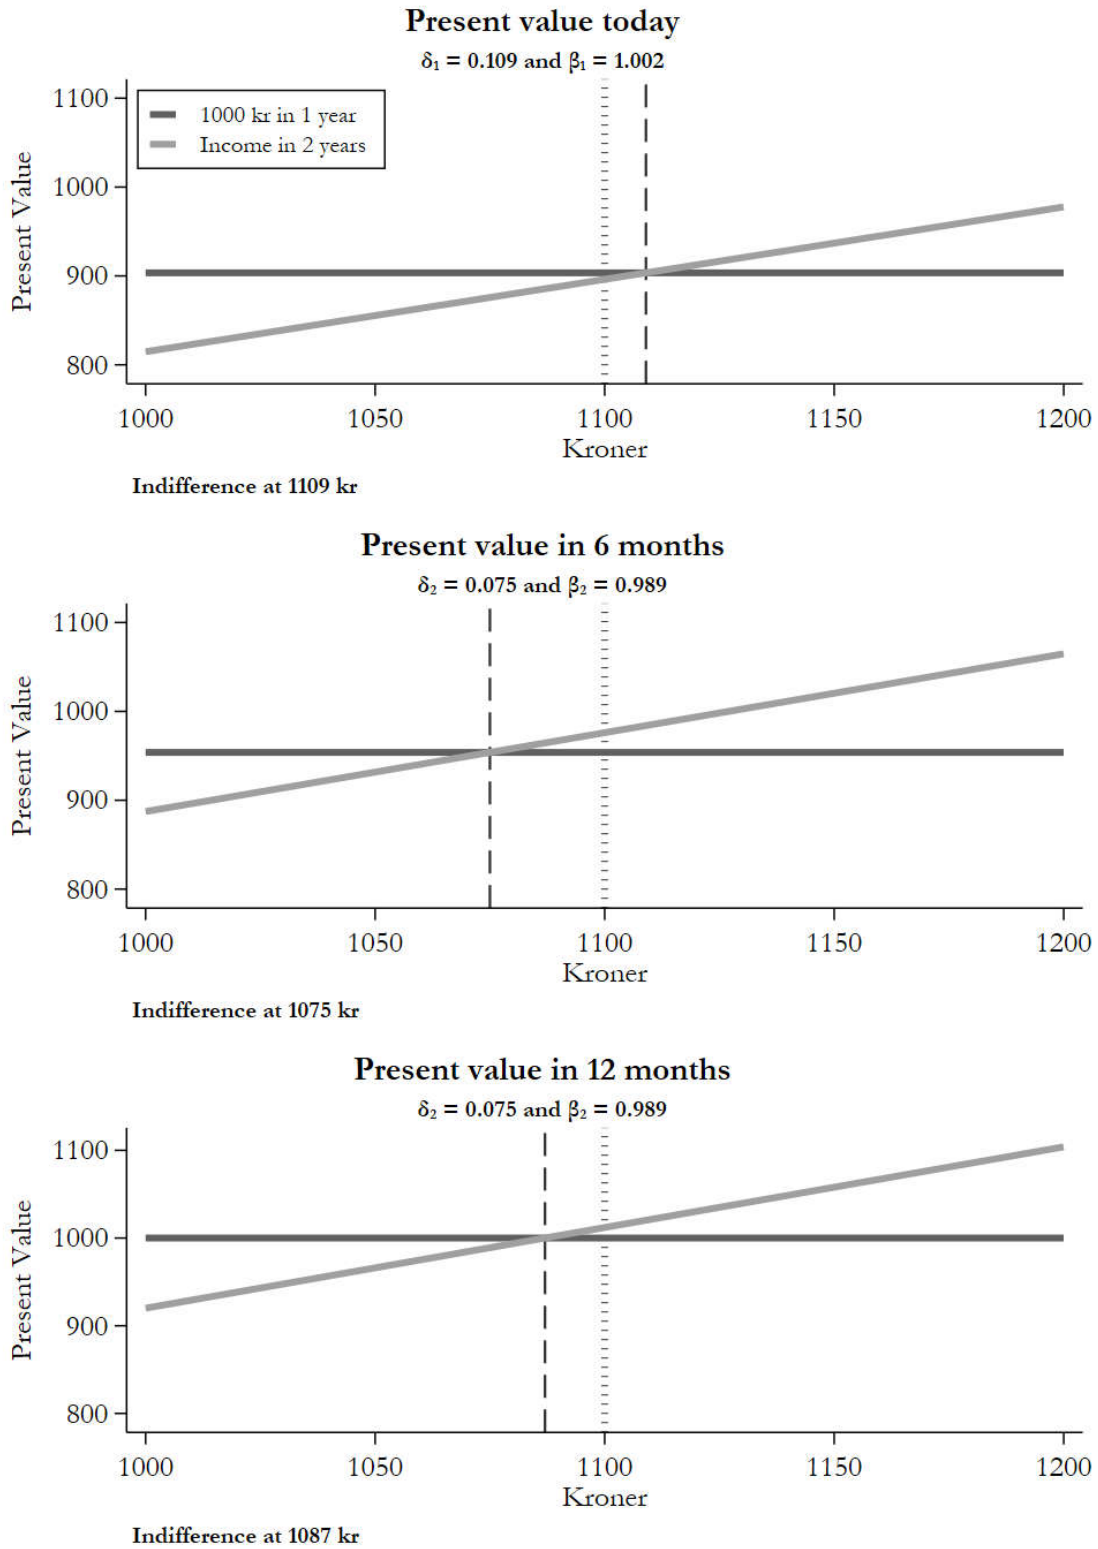 Present value today
δ₁ = 0.109 and β₁ = 1.002
1100
1000
900
800
Present Value
1000 kr in 1 year
Income in 2 years
1000 1050 1100 1150 1200
Kroner
Indifference at 1109 kr
Present value in 6 months
δ₂ = 0.075 and β₂ = 0.989
1100
1000
900
800
Present Value
1000 1050 1100 1150 1200
Kroner
Indifference at 1075 kr
Present value in 12 months
δ₂ = 0.075 and β₂ = 0.989
1100
1000
900
800
Present Value
1000 1050 1100 1150 1200
Kroner
Indifference at 1087 kr